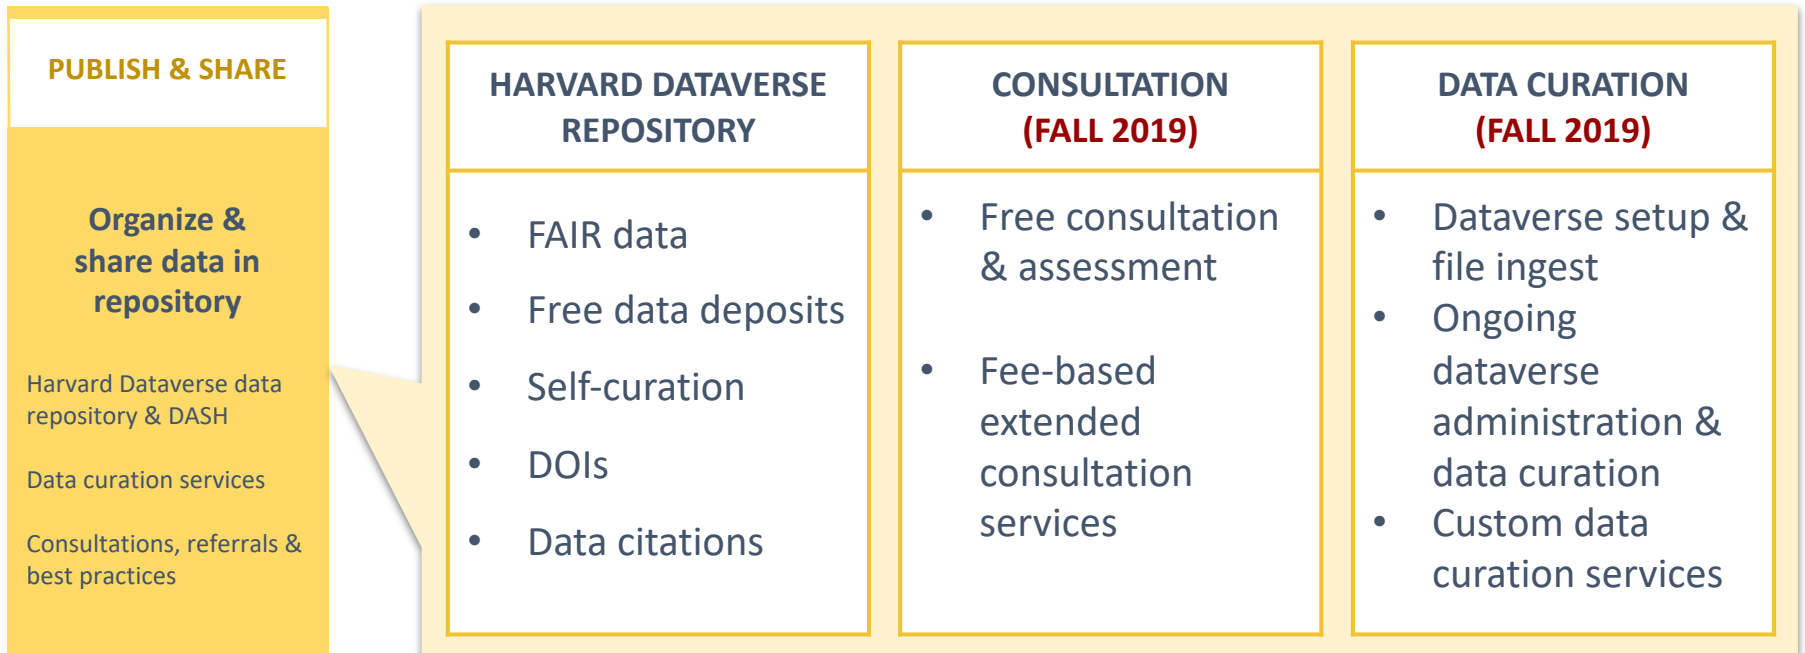 PUBLISH & SHARE
Organize &
share data in
repository
Harvard Dataverse data
repository & DASH
Data curation services
Consultations, referrals &
best practices
HARVARD DATAVERSE
REPOSITORY
• FAIR data
• Free data deposits
• Self-curation
• DOIs
• Data citations
CONSULTATION
(FALL 2019)
• Free consultation
& assessment
• Fee-based
extended
consultation
services
DATA CURATION
(FALL 2019)
• Dataverse setup &
file ingest
• Ongoing
dataverse
administration &
data curation
• Custom data
curation services